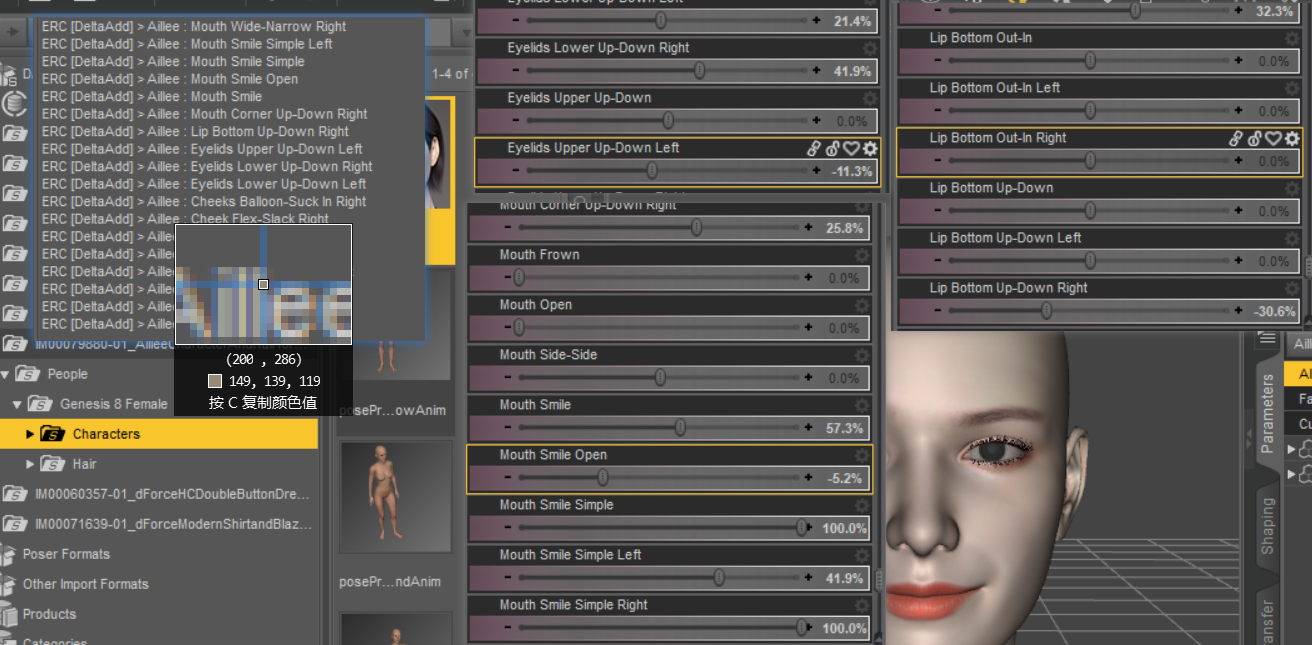 ERC [DeltaAdd] > Aillee : Mouth Wide-Narrow Right
ERC [DeltaAdd] > Aillee : Mouth Smile Simple Left
ERC [DeltaAdd] > Aillee : Mouth Smile Simple
ERC [DeltaAdd] > Aillee : Mouth Smile Open
ERC [DeltaAdd] > Aillee : Mouth Smile
ERC [DeltaAdd] > Aillee : Mouth Corner Up-Down Right
ERC [DeltaAdd] > Aillee : Lip Bottom Up-Down Right
ERC [DeltaAdd] > Aillee : Eyelids Upper Up-Down Left
ERC [DeltaAdd] > Aillee : Eyelids Lower Up-Down Right
ERC [DeltaAdd] > Aillee : Eyelids Lower Up-Down Left
ERC [DeltaAdd] > Aillee : Cheeks Balloon-Suck In Right
ERC [DeltaAdd] > Aillee : Cheek Flex-Slack Right
ERC [DeltaAdd] > Aillee
ERC [DeltaAdd] > Aillee
ERC [DeltaAdd] > Aillee
ERC [DeltaAdd] > Aillee
ERC [DeltaAdd] > Aillee
ERC [DeltaAdd] > Aillee
(200 , 286)
149, 139, 119
按 C 复制颜色值
1-4 of
People
Genesis 8 Female
Characters
Hair
IM00060357-01_dForceHCDoubleButtonDre...
IM00071639-01_dForceModernShirtandBlaz...
Poser Formats
Other Import Formats
Products
Categories
posePr...owAnim
posePr...ndAnim
Eyelids Lower Up-Down Left
21.4%
Eyelids Lower Up-Down Right
41.9%
Eyelids Upper Up-Down
0.0%
Eyelids Upper Up-Down Left
-11.3%
Mouth Corner Up-Down Right
25.8%
Mouth Frown
0.0%
Mouth Open
0.0%
Mouth Side-Side
0.0%
Mouth Smile
57.3%
Mouth Smile Open
-5.2%
Mouth Smile Simple
100.0%
Mouth Smile Simple Left
41.9%
Mouth Smile Simple Right
100.0%
32.3%
Lip Bottom Out-In
0.0%
Lip Bottom Out-In Left
0.0%
Lip Bottom Out-In Right
0.0%
Lip Bottom Up-Down
0.0%
Lip Bottom Up-Down Left
0.0%
Lip Bottom Up-Down Right
-30.6%
Parameters
Shaping